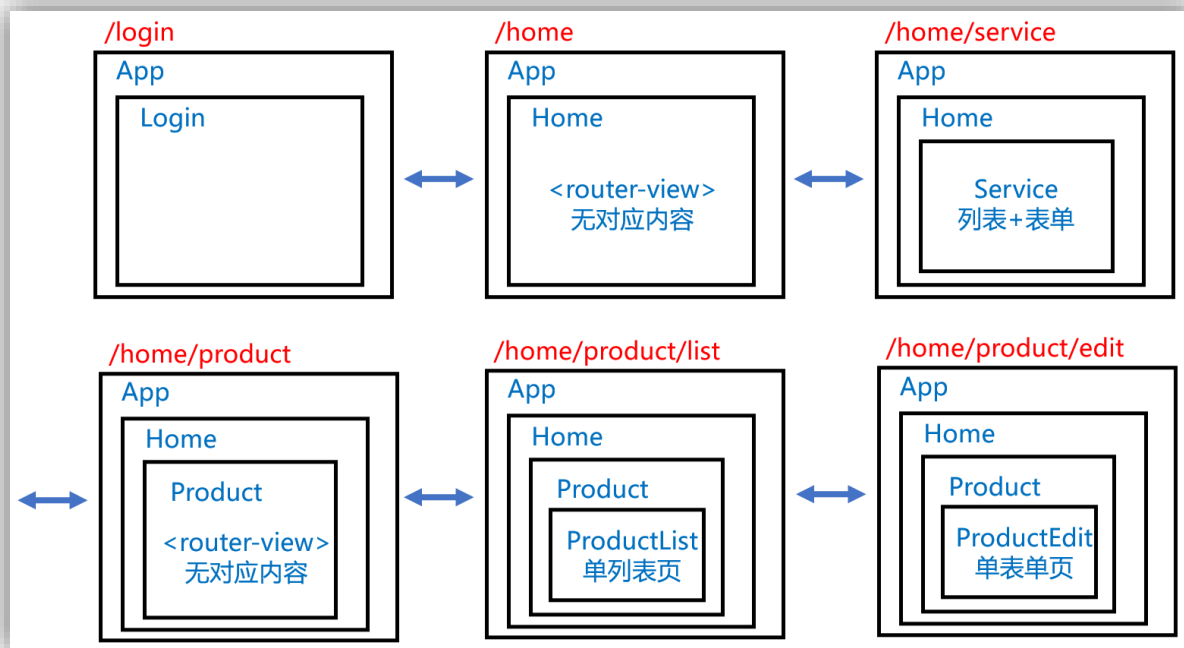 /login
App
Login
/home
App
Home
<router-view>
无对应内容
/home/service
App
Home
Service
列表+表单
/home/product
App
Home
Product
<router-view>
无对应内容
/home/product/list
App
Home
Product
ProductList
单列表页
/home/product/edit
App
Home
Product
ProductEdit
单表单页